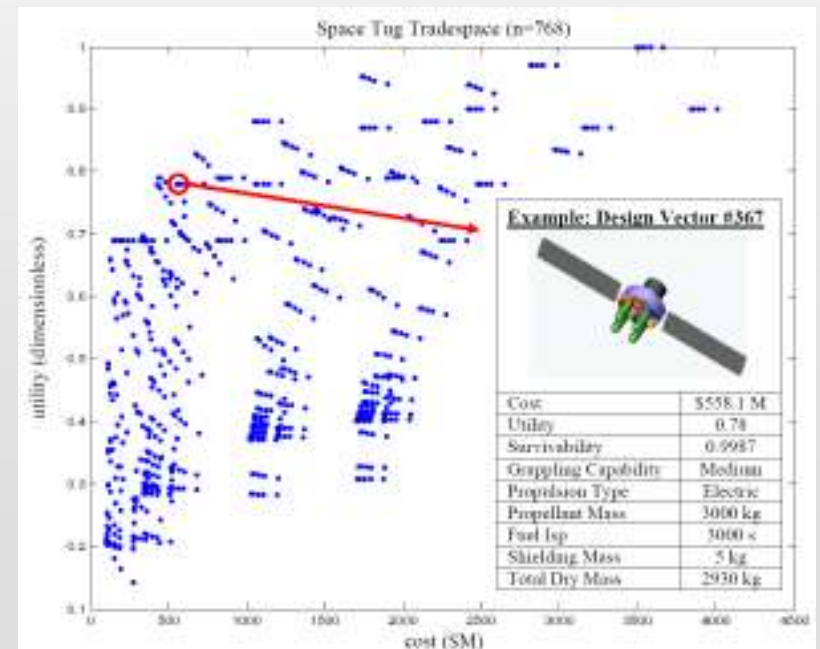 Space Tug Tradespace (n=768)
utility (dimensionless)
1
0.9
0.8
0.7
0.6
0.5
0.4
0.3
0.2
0.1
0
500
1000
1500
2000
2500
3000
3500
4000
4500
cost ($M)
Example: Design Vector #367
Cost $558.1 M
Utility 0.78
Survivability 0.9987
Grappling Capability Medium
Propulsion Type Electric
Propellant Mass 3000 kg
Fuel Isp 3000 s
Shielding Mass 5 kg
Total Dry Mass 2930 kg